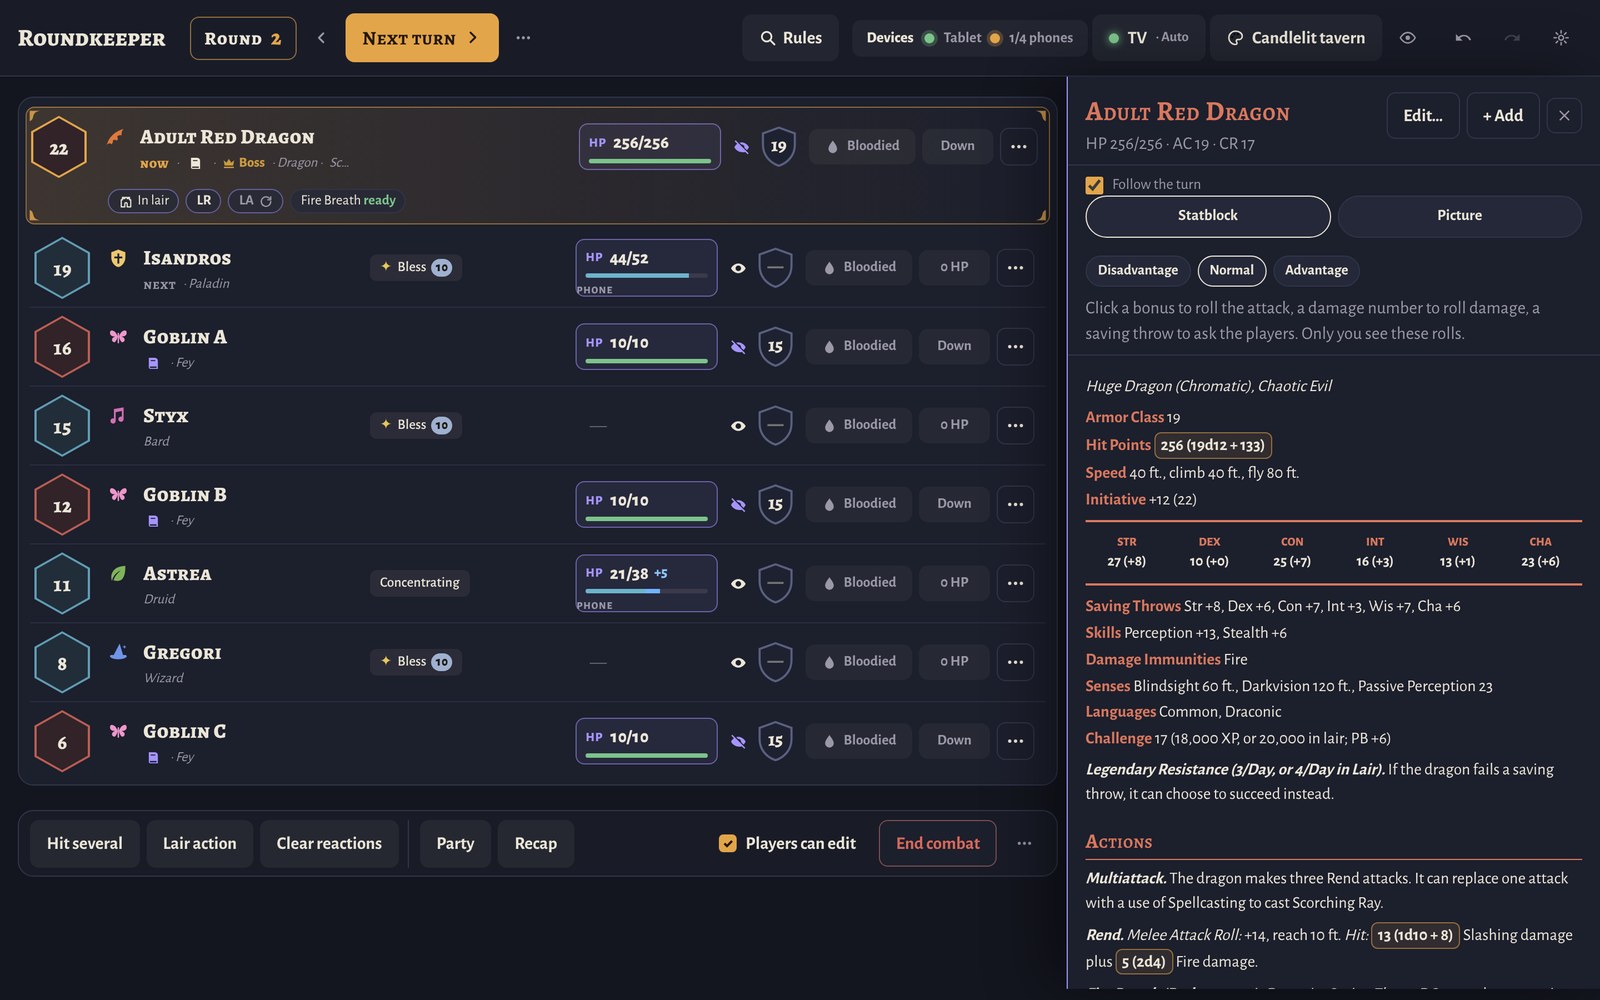 Roundkeeper Round 2 Next turn ··· Rules Devices Tablet 1/4 phones TV · Auto Candlelit tavern
22 Adult Red Dragon HP 256/256 19 Bloodied Down ···
NOW · · Boss · Dragon · Sc...
In lair LR LA Fire Breath ready
19 Isandros Bless 10 HP 44/52 — Bloodied 0 HP ···
NEXT · Paladin PHONE
16 Goblin A HP 10/10 15 Bloodied Down ···
· Fey
15 Styx Bless 10 — — Bloodied 0 HP ···
Bard
12 Goblin B HP 10/10 15 Bloodied Down ···
· Fey
11 Astrea Concentrating HP 21/38 +5 — Bloodied 0 HP ···
Druid PHONE
8 Gregori Bless 10 — — Bloodied 0 HP ···
Wizard
6 Goblin C HP 10/10 15 Bloodied Down ···
· Fey
Hit several Lair action Clear reactions Party Recap Players can edit End combat ···
Adult Red Dragon Edit... + Add ×
HP 256/256 · AC 19 · CR 17
Follow the turn
Statblock Picture
Disadvantage Normal Advantage
Click a bonus to roll the attack, a damage number to roll damage, a
saving throw to ask the players. Only you see these rolls.
Huge Dragon (Chromatic), Chaotic Evil
Armor Class 19
Hit Points 256 (19d12 + 133)
Speed 40 ft., climb 40 ft., fly 80 ft.
Initiative +12 (22)
STR DEX CON INT WIS CHA
27 (+8) 10 (+0) 25 (+7) 16 (+3) 13 (+1) 23 (+6)
Saving Throws Str +8, Dex +6, Con +7, Int +3, Wis +7, Cha +6
Skills Perception +13, Stealth +6
Damage Immunities Fire
Senses Blindsight 60 ft., Darkvision 120 ft., Passive Perception 23
Languages Common, Draconic
Challenge 17 (18,000 XP, or 20,000 in lair; PB +6)
Legendary Resistance (3/Day, or 4/Day in Lair). If the dragon fails a saving
throw, it can choose to succeed instead.
Actions
Multiattack. The dragon makes three Rend attacks. It can replace one attack
with a use of Spellcasting to cast Scorching Ray.
Rend. Melee Attack Roll: +14, reach 10 ft. Hit: 13 (1d10 + 8) Slashing damage
plus 5 (2d4) Fire damage.